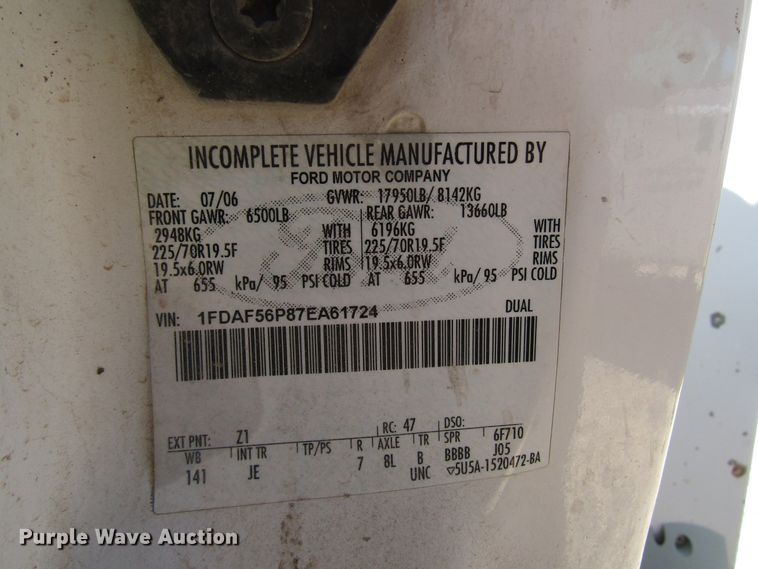 INCOMPLETE VEHICLE MANUFACTURED BY
FORD MOTOR COMPANY
DATE: 07/06 GVWR: 17950LB/ 8142KG
FRONT GAWR: 6500LB REAR GAWR: 13660LB
2948KG WITH 6196KG WITH
225/70R19.5F TIRES 225/70R19.5F TIRES
19.5x6.0RW RIMS 19.5x6.0RW RIMS
AT 655 kPa/ 95 PSI COLD AT 655 kPa/ 95 PSI COLD
VIN: 1FDAF56P87EA61724 DUAL
EXT PNT: Z1 RC: 47 DSO:
WB INT TR TP/PS R AXLE TR SPR 6F710
141 JE 7 8L B BBBB J05
UNC ▽5U5A-1520472-BA
Purple Wave Auction